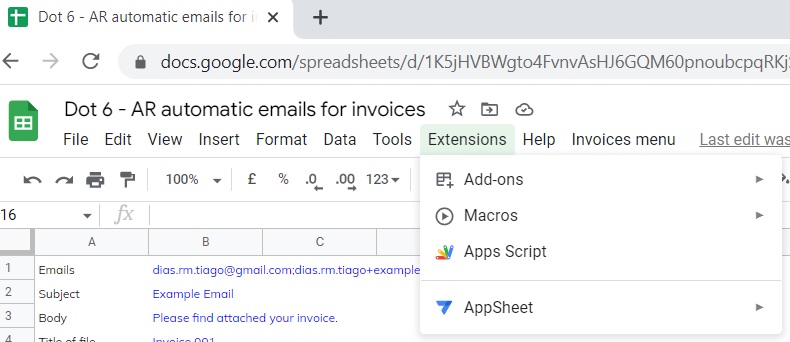 Dot 6 - AR automatic emails for in
docs.google.com/spreadsheets/d/1K5jHVBWgto4FvnvAsHJ6GQM60pnoubcpqRKj
Dot 6 - AR automatic emails for invoices
File Edit View Insert Format Data Tools Extensions Help Invoices menu Last edit was
100% £ % .0 .00 123
Add-ons
Macros
Apps Script
AppSheet
16 fx
A B C
1 Emails dias.rm.tiago@gmail.com;dias.rm.tiago+example
2 Subject Example Email
3 Body Please find attached your invoice.
4 Title of file Invoice 001